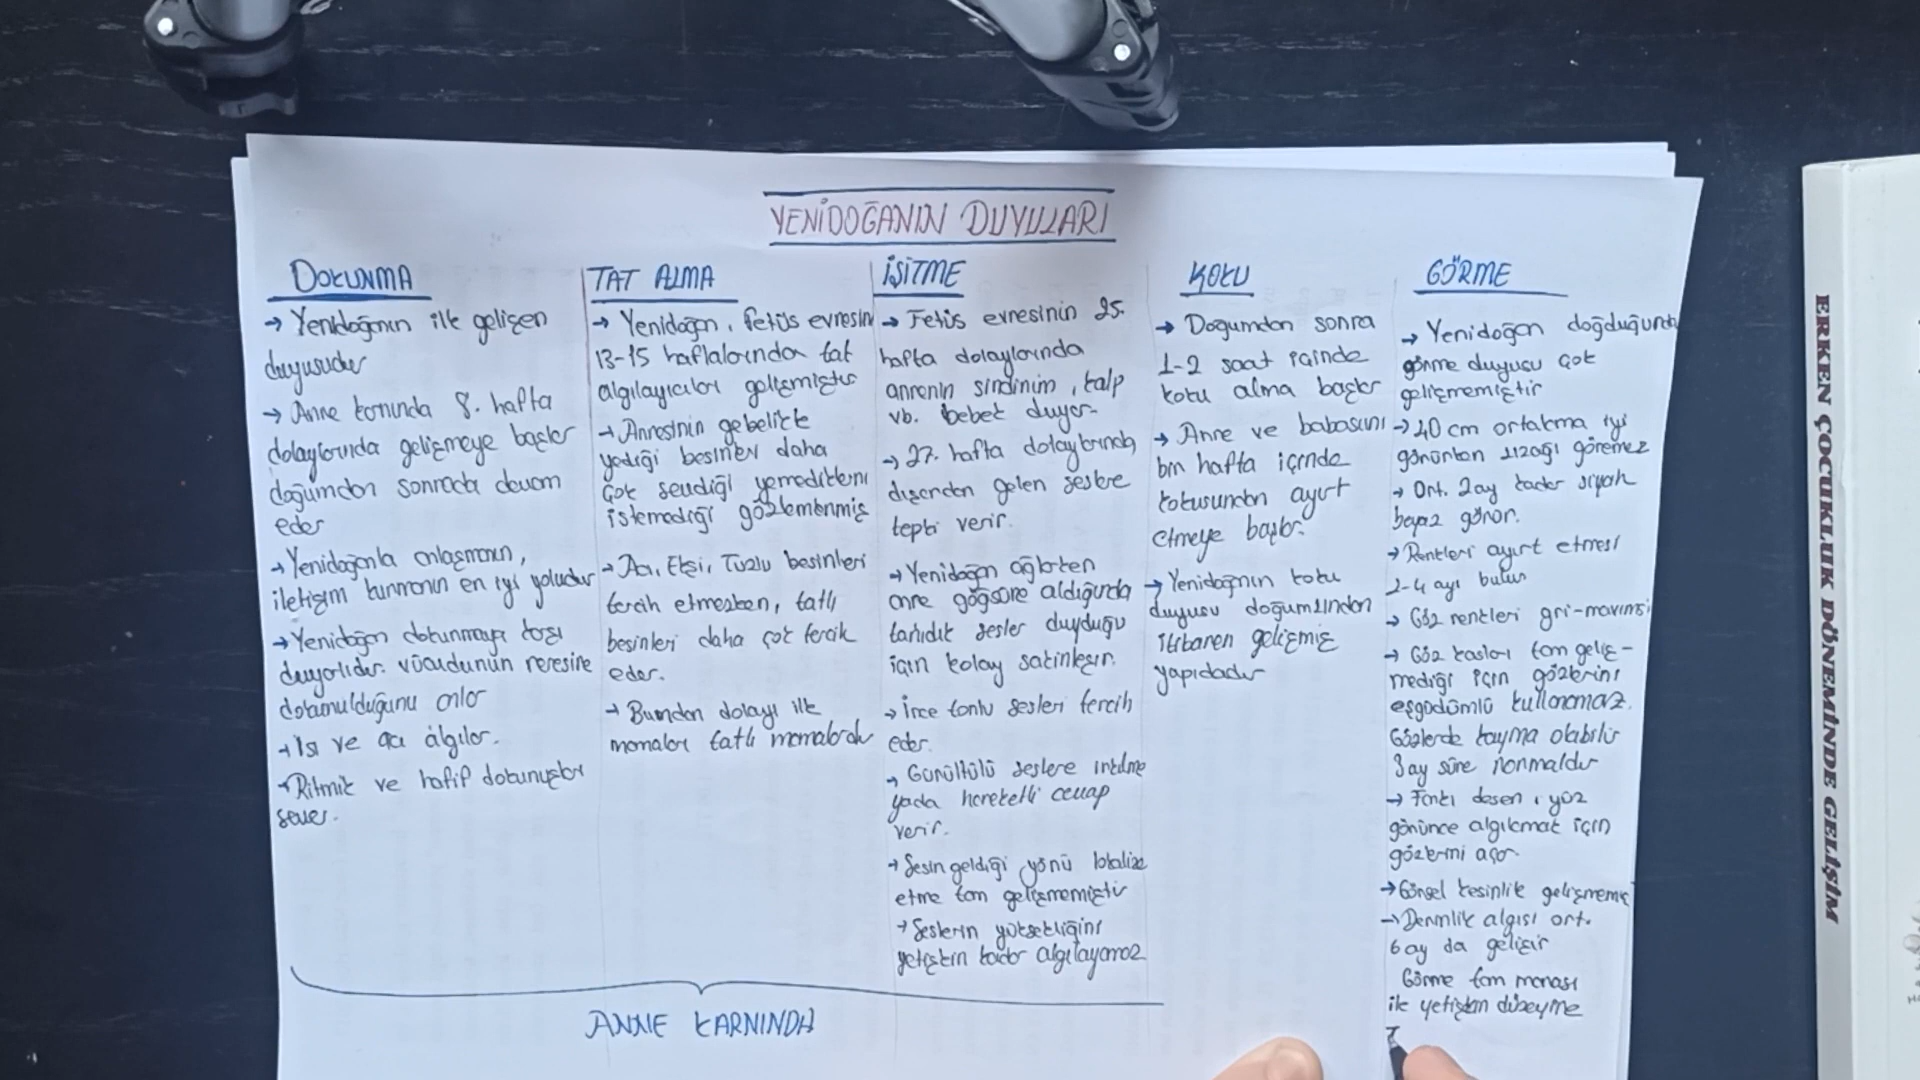 YENİDOĞANIN DUYULARI
DOKUNMA
→ Yenidoğanın ilk gelişen
duyusudur
→ Anne karnında 8. hafta
dolaylarında gelişmeye başlar
doğumdan sonrada devam
eder
→ Yenidoğanla anlaşmanın,
iletişim kurmanın en iyi yoludur
→ Yenidoğan dokunmaya karşı
duyarlıdır. vücudunun neresine
dokunulduğunu anlar
→ Isı ve acı algılar.
→ Ritmik ve hafif dokunuşları
sever.
TAT ALMA
→ Yenidoğan, Fetüs evresin
13-15 haftalarında tat
algılayıcıları gelişmiştir
→ Annesinin gebelikte
yediği besinleri daha
çok sevdiği yemediklerini
istemediği gözlemlenmiş
→ Acı, Ekşi, Tuzlu besinleri
tercih etmezken, tatlı
besinleri daha çok tercih
eder.
→ Bundan dolayı ilk
mamaları tatlı mamalardır
İŞİTME
→ Fetüs evresinin 25.
hafta dolaylarında
annenin sindirim, kalp
vb. bebek duyar.
→ 27. hafta dolaylarında
dışarıdan gelen seslere
tepki verir.
→ Yenidoğan ağlarken
anne göğsüne aldığında
tanıdık sesler duyduğu
için kolay sakinleşir.
→ İnce tonlu sesleri tercih
eder.
→ Gürültülü seslere irkilme
yada hareketli cevap
verir.
→ Sesin geldiği yönü lokalize
etme tam gelişmemiştir
→ Seslerin yüksekliğini
yetişkin kadar algılayamaz
KOKU
→ Doğumdan sonra
1-2 saat içinde
koku alma başlar
→ Anne ve babasını
bir hafta içinde
kokusundan ayırt
etmeye başlar.
→ Yenidoğanın koku
duyusu doğumundan
itibaren gelişmiş
yapıdadır
GÖRME
→ Yenidoğan doğduğunda
görme duyusu çok
gelişmemiştir
→ 40 cm ortalama iyi
görürken uzağı göremez
→ Ort. 2 ay kadar siyah
beyaz görür.
→ Renkleri ayırt etmesi
2-4 ayı bulur
→ Göz renkleri gri-mavimsi
→ Göz kasları tam geliş-
mediği için gözlerini
eşgüdümlü kullanamaz.
Gözlerde kayma olabilir
3 ay süre normaldir
→ Farklı desen, yüz
görünce algılamak için
gözlerini açar.
→ Görsel kesinlik gelişmemiş
→ Derinlik algısı ort.
6 ay da gelişir
Görme tam manası
ile yetişkin düzeyine
ANNE KARNINDA
ERKEN ÇOCUKLUK DÖNEMİNDE GELİŞİM